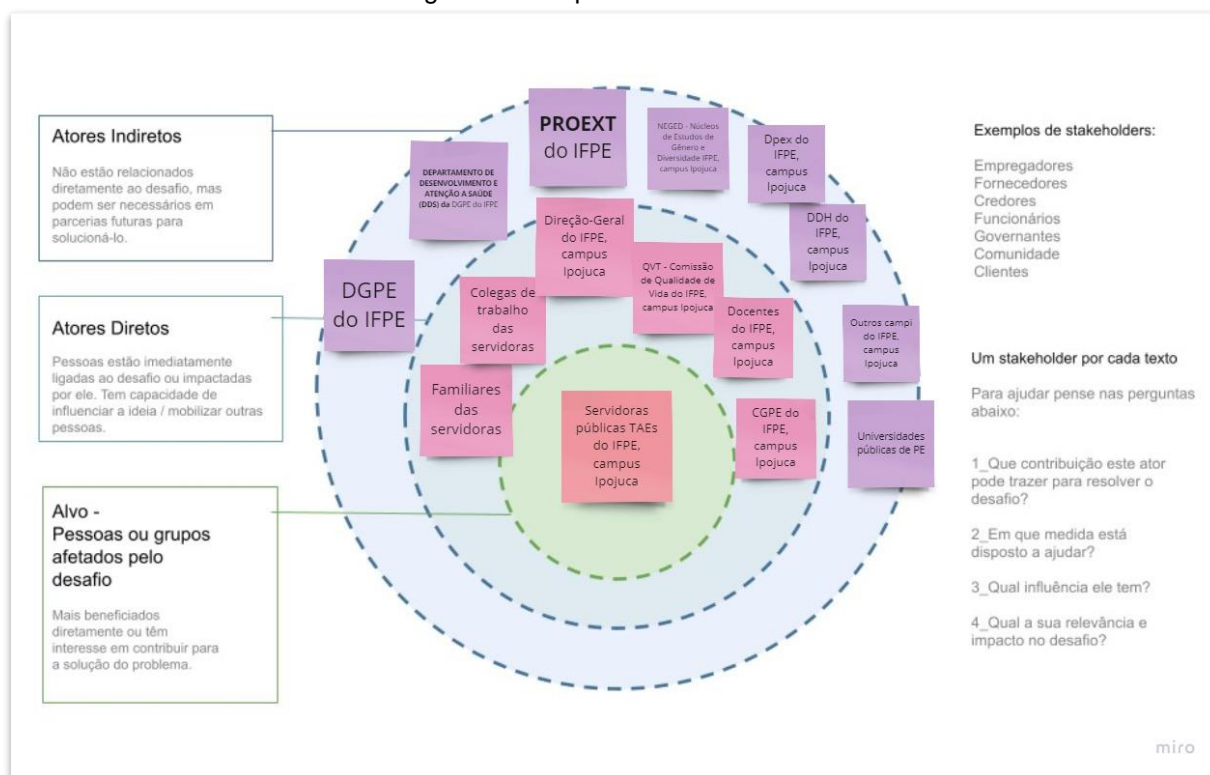 Atores Indiretos
Não estão relacionados
diretamente ao desafio, mas
podem ser necessários em
parcerias futuras para
solucioná-lo.
Atores Diretos
Pessoas estão imediatamente
ligadas ao desafio ou impactadas
por ele. Tem capacidade de
influenciar a ideia / mobilizar outras
pessoas.
Alvo -
Pessoas ou grupos
afetados pelo
desafio
Mais beneficiados
diretamente ou têm
interesse em contribuir para
a solução do problema.
DEPARTAMENTO DE
DESENVOLVIMENTO E
ATENÇÃO A SAÚDE
(DDS) da DGPE do IFPE
PROEXT
do IFPE
NEGED - Núcleos
de Estudos de
Gênero e
Diversidade IFPE,
campus Ipojuca
Dpex do
IFPE,
campus
Ipojuca
DDH do
IFPE,
campus
Ipojuca
DGPE
do IFPE
Outros campi
do IFPE,
campus
Ipojuca
Universidades
públicas de PE
Direção-Geral
do IFPE,
campus
Ipojuca
QVT - Comissão
de Qualidade de
Vida do IFPE,
campus Ipojuca
Colegas de
trabalho
das
servidoras
Docentes
do IFPE,
campus
Ipojuca
Familiares
das
servidoras
CGPE do
IFPE,
campus
Ipojuca
Servidoras
públicas TAEs
do IFPE,
campus
Ipojuca
Exemplos de stakeholders:
Empregadores
Fornecedores
Credores
Funcionários
Governantes
Comunidade
Clientes
Um stakeholder por cada texto
Para ajudar pense nas perguntas
abaixo:
1_Que contribuição este ator
pode trazer para resolver o
desafio?
2_Em que medida está
disposto a ajudar?
3_Qual influência ele tem?
4_Qual a sua relevância e
impacto no desafio?
miro